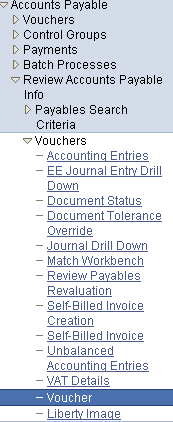 Accounts Payable
Vouchers
Control Groups
Payments
Batch Processes
Review Accounts Payable
Info
Payables Search
Criteria
Vouchers
Accounting Entries
EE Journal Entry Drill
Down
Document Status
Document Tolerance
Override
Journal Drill Down
Match Workbench
Review Payables
Revaluation
Self-Billed Invoice
Creation
Self-Billed Invoice
Unbalanced
Accounting Entries
VAT Details
Voucher
Liberty Image